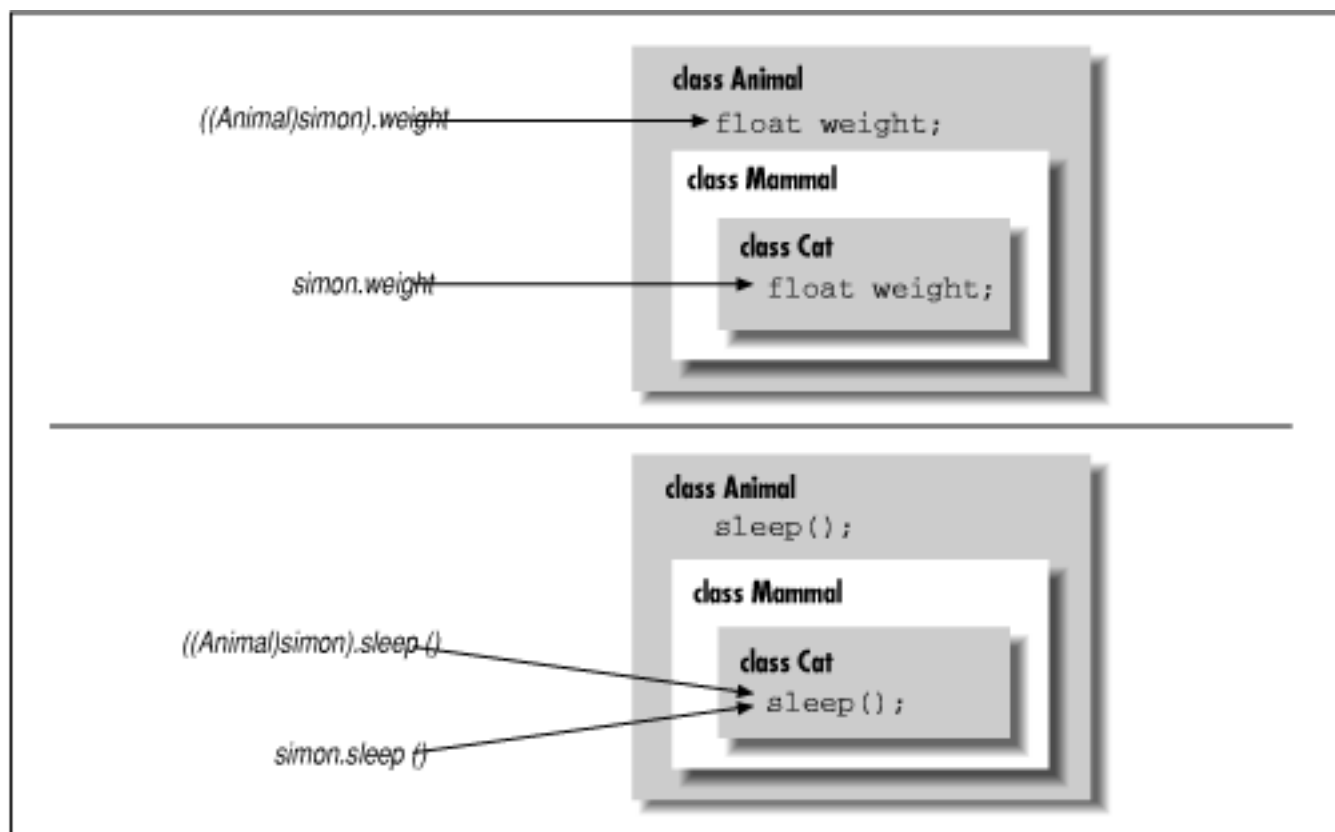 class Animal
((Animal)simon).weight
float weight;
class Mammal
class Cat
simon.weight
float weight;
class Animal
sleep();
class Mammal
((Animal)simon).sleep ()
class Cat
sleep();
simon.sleep ()